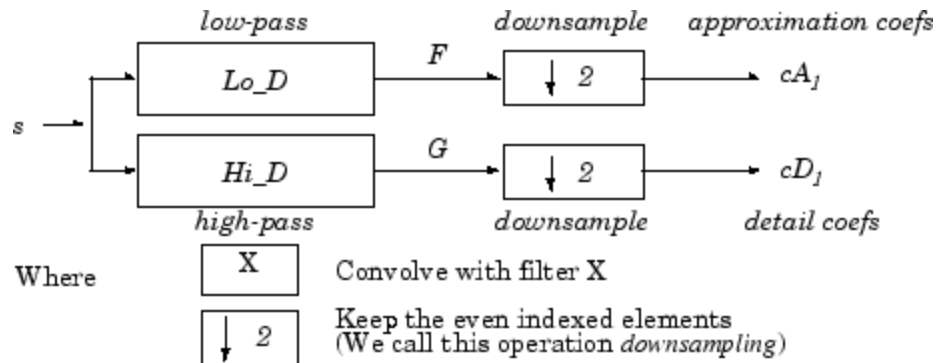 low-pass downsample approximation coefs
F
Lo_D ↓ 2 cA1
s
G
Hi_D ↓ 2 cD1
high-pass downsample detail coefs
Where X Convolve with filter X
↓ 2 Keep the even indexed elements
(We call this operation downsampling)